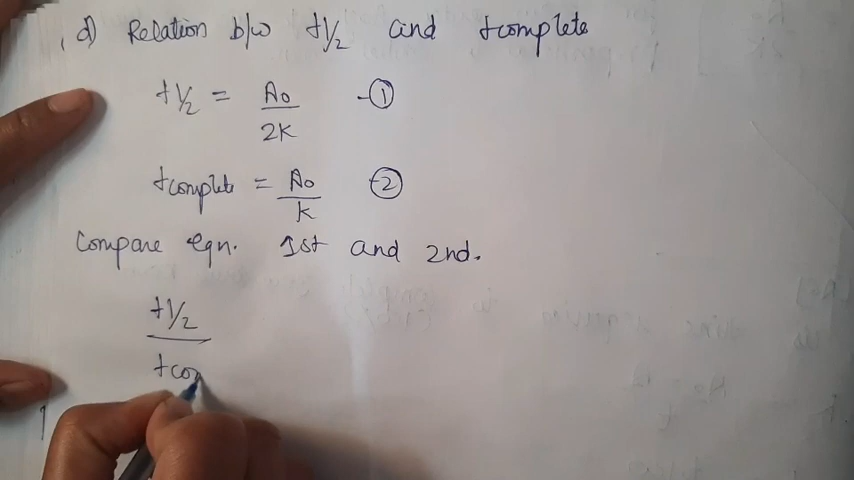 d) Relation b/w t1/2 and tcomplete
t1/2 = A0/2K -①
tcomplete = A0/K -②
Compare eqn. 1st and 2nd.
t1/2
tcon